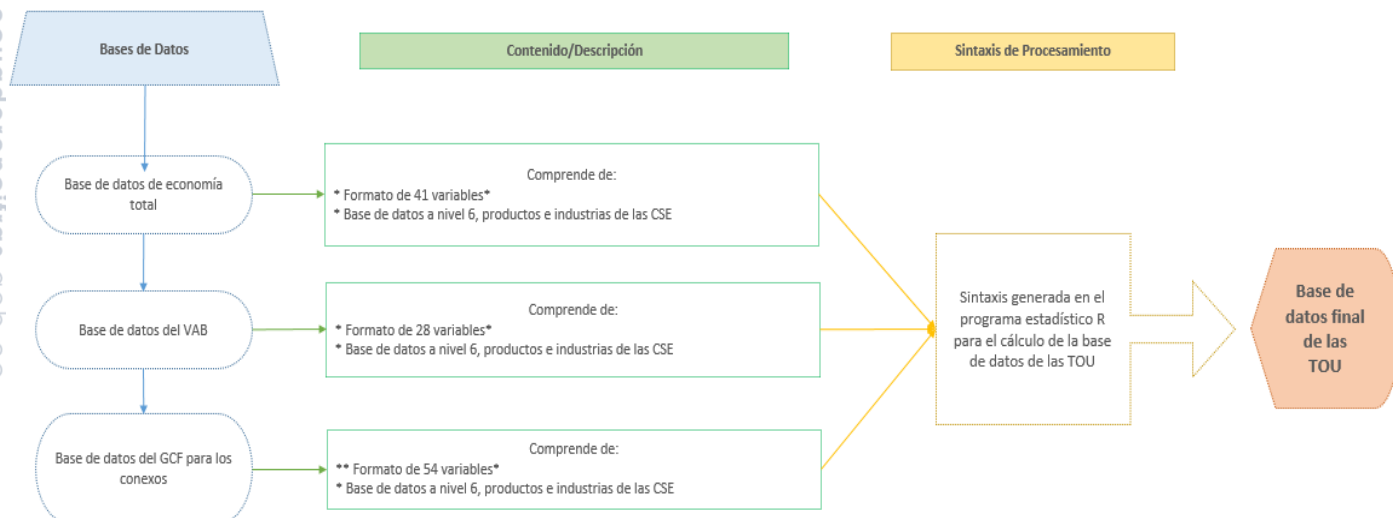 Bases de Datos
Contenido/Descripción
Sintaxis de Procesamiento
Base de datos de economía
total
Comprende de:
* Formato de 41 variables*
* Base de datos a nivel 6, productos e industrias de las CSE
Base de datos del VAB
Comprende de:
* Formato de 28 variables*
* Base de datos a nivel 6, productos e industrias de las CSE
Base de datos del GCF para los
conexos
Comprende de:
** Formato de 54 variables*
* Base de datos a nivel 6, productos e industrias de las CSE
Sintaxis generada en el
programa estadístico R
para el cálculo de la base
de datos de las TOU
Base de
datos final
de las
TOU